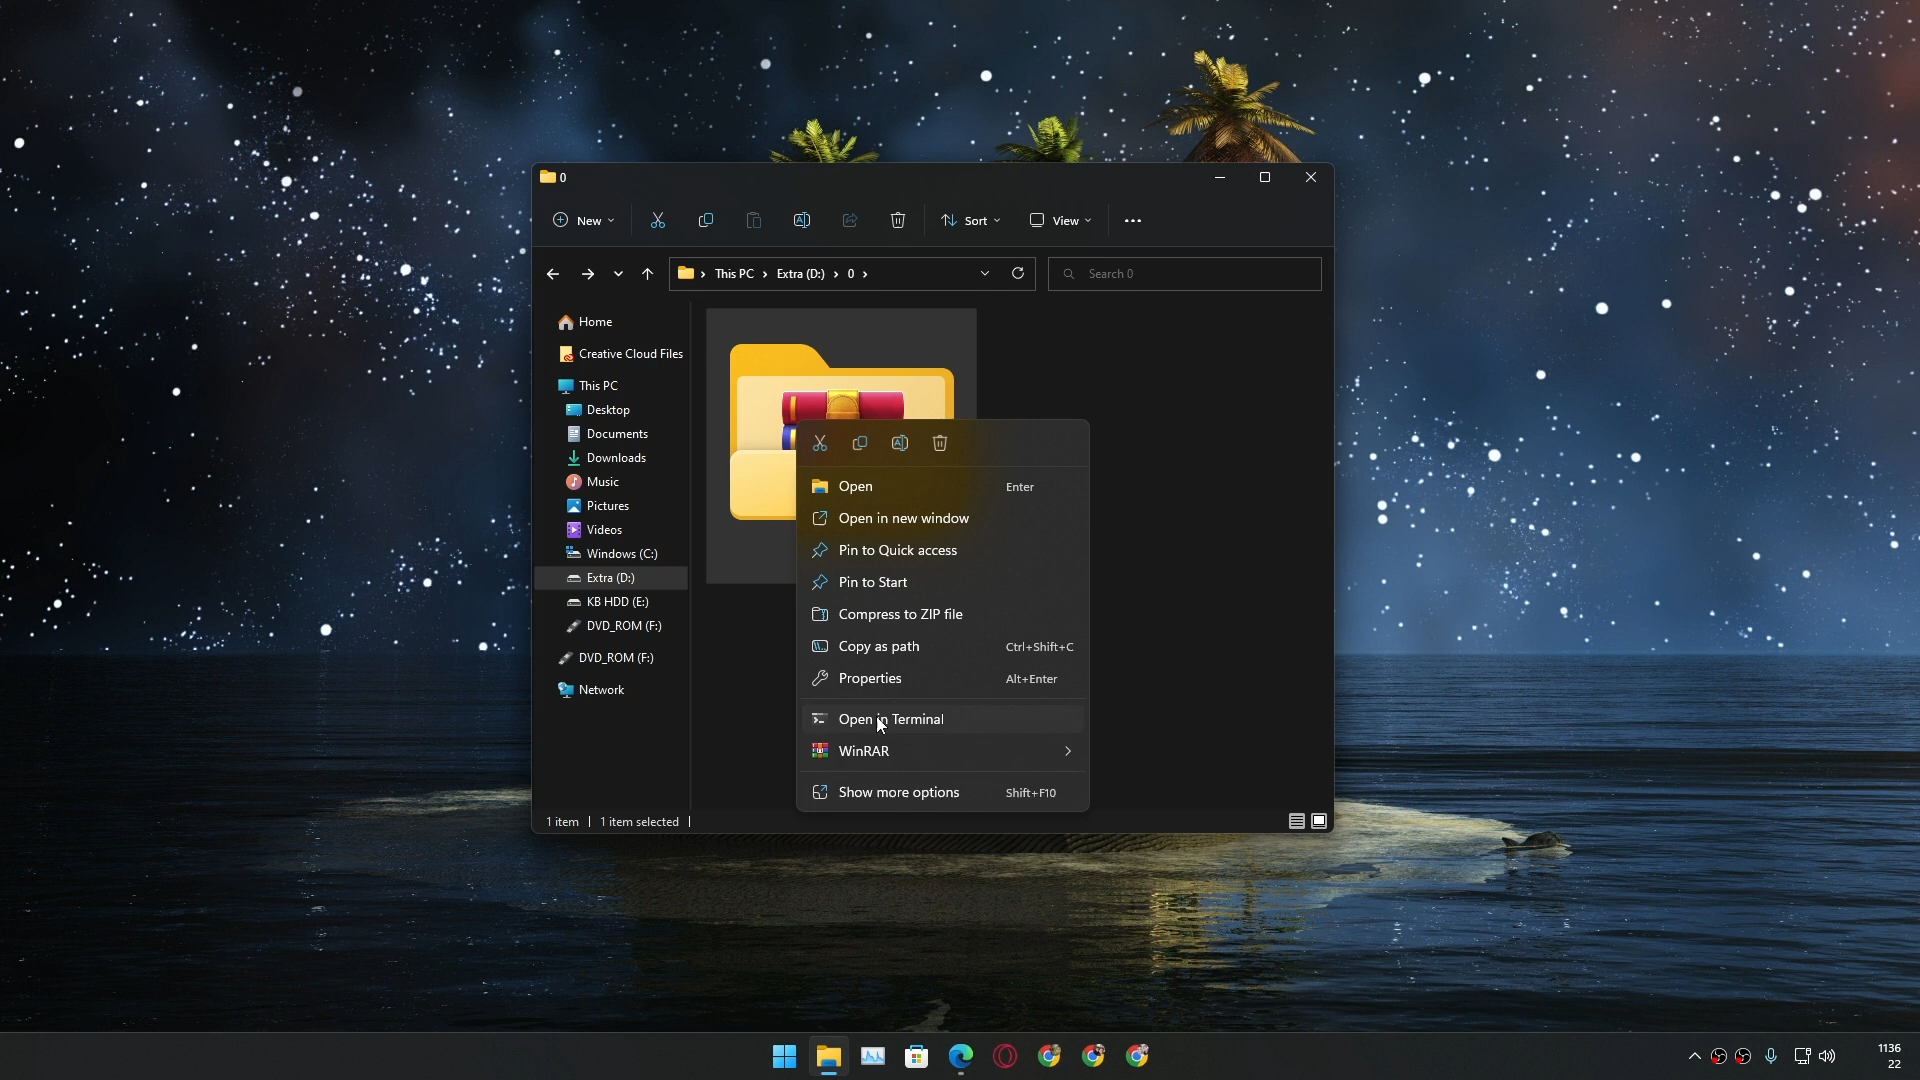 0
New
Sort
View
This PC
Extra (D:)
0
Search 0
Home
Creative Cloud Files
This PC
Desktop
Documents
Downloads
Music
Pictures
Videos
Windows (C:)
Extra (D:)
KB HDD (E:)
DVD_ROM (F:)
DVD_ROM (F:)
Network
Open Enter
Open in new window
Pin to Quick access
Pin to Start
Compress to ZIP file
Copy as path Ctrl+Shift+C
Properties Alt+Enter
Open in Terminal
WinRAR
Show more options Shift+F10
1 item 1 item selected
1136
22